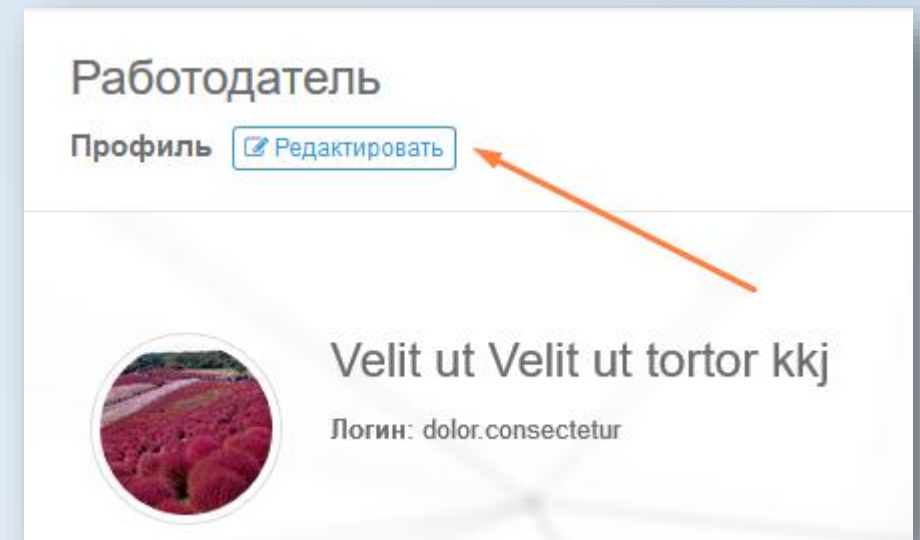 Работодатель
Профиль Редактировать
Velit ut Velit ut tortor kkj
Логин: dolor.consectetur